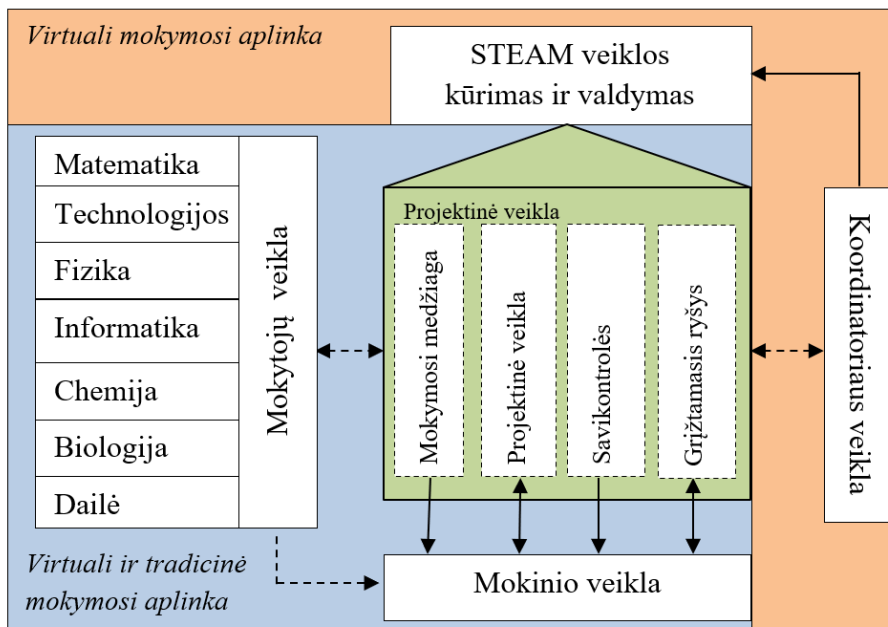 Virtuali mokymosi aplinka
STEAM veiklos
kūrimas ir valdymas
Matematika
Technologijos
Fizika
Informatika
Chemija
Biologija
Dailė
Mokytojų veikla
Projektinė veikla
Mokymosi medžiaga
Projektinė veikla
Savikontrolės
Grįžtamasis ryšys
Koordinatoriaus veikla
Virtuali ir tradicinė
mokymosi aplinka
Mokinio veikla